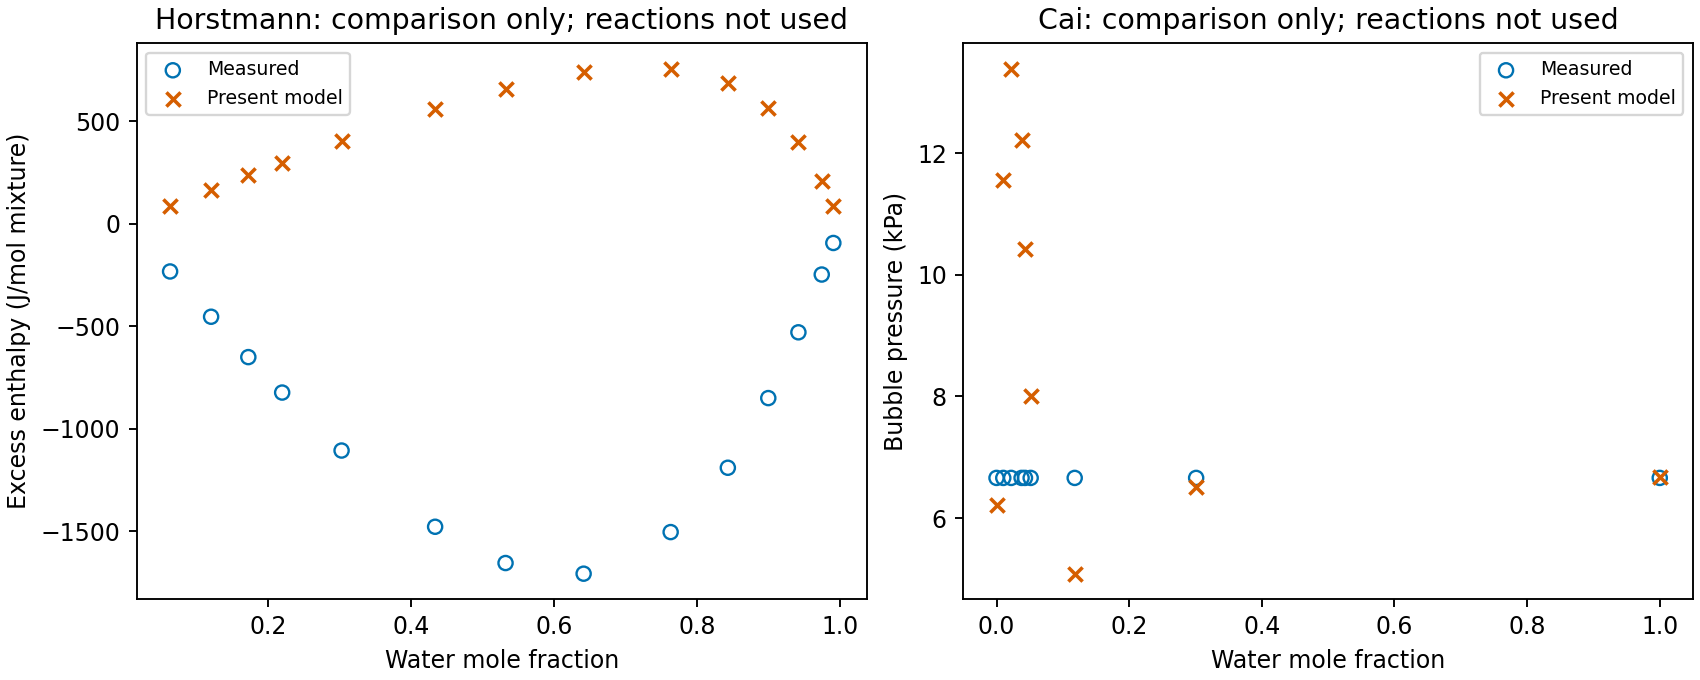 Horstmann: comparison only; reactions not used
Measured
Present model
Excess enthalpy (J/mol mixture)
500
0
−500
−1000
−1500
0.2 0.4 0.6 0.8 1.0
Water mole fraction
Cai: comparison only; reactions not used
Measured
Present model
Bubble pressure (kPa)
12
10
8
6
0.0 0.2 0.4 0.6 0.8 1.0
Water mole fraction